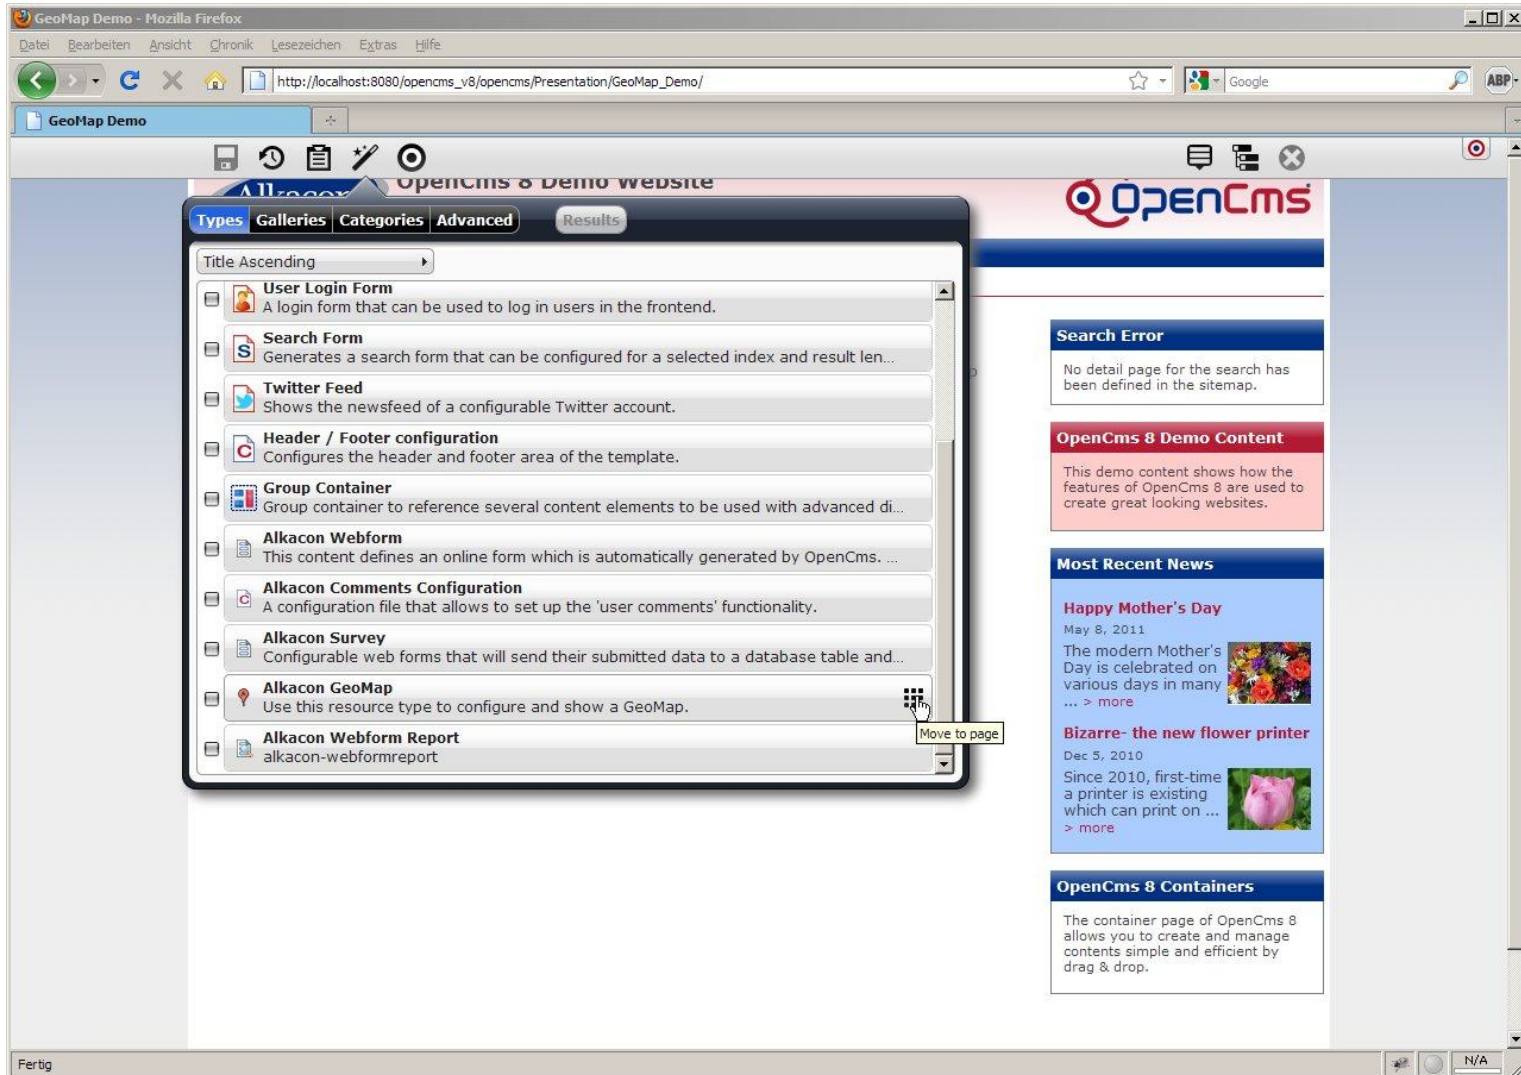 GeoMap Demo - Mozilla Firefox
Datei Bearbeiten Ansicht Chronik Lesezeichen Extras Hilfe
http://localhost:8080/opencms_v8/opencms/Presentation/GeoMap_Demo/
Google
ABP
GeoMap Demo
OpenCms 8 Demo Website
OpenCms
Types Galleries Categories Advanced Results
Title Ascending
User Login Form
A login form that can be used to log in users in the frontend.
Search Form
Generates a search form that can be configured for a selected index and result len...
Twitter Feed
Shows the newsfeed of a configurable Twitter account.
Header / Footer configuration
Configures the header and footer area of the template.
Group Container
Group container to reference several content elements to be used with advanced di...
Alkacon Webform
This content defines an online form which is automatically generated by OpenCms. ...
Alkacon Comments Configuration
A configuration file that allows to set up the 'user comments' functionality.
Alkacon Survey
Configurable web forms that will send their submitted data to a database table and...
Alkacon GeoMap
Use this resource type to configure and show a GeoMap.
Move to page
Alkacon Webform Report
alkacon-webformreport
Search Error
No detail page for the search has
been defined in the sitemap.
OpenCms 8 Demo Content
This demo content shows how the
features of OpenCms 8 are used to
create great looking websites.
Most Recent News
Happy Mother's Day
May 8, 2011
The modern Mother's
Day is celebrated on
various days in many
... > more
Bizarre- the new flower printer
Dec 5, 2010
Since 2010, first-time
a printer is existing
which can print on ...
> more
OpenCms 8 Containers
The container page of OpenCms 8
allows you to create and manage
contents simple and efficient by
drag & drop.
Fertig
N/A